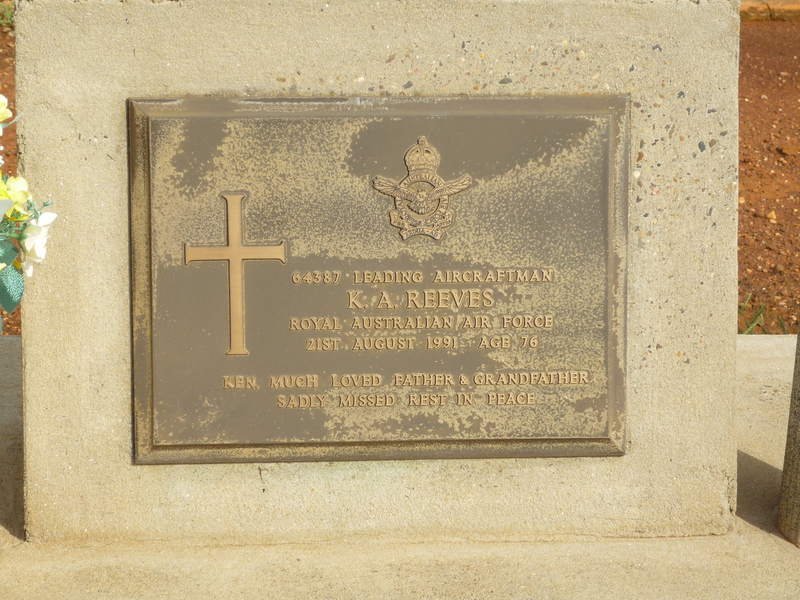 64387 LEADING AIRCRAFTMAN
K. A. REEVES
ROYAL AUSTRALIAN AIR FORCE
21ST AUGUST 1991 AGE 76
KEN, MUCH LOVED FATHER & GRANDFATHER
SADLY MISSED REST IN PEACE